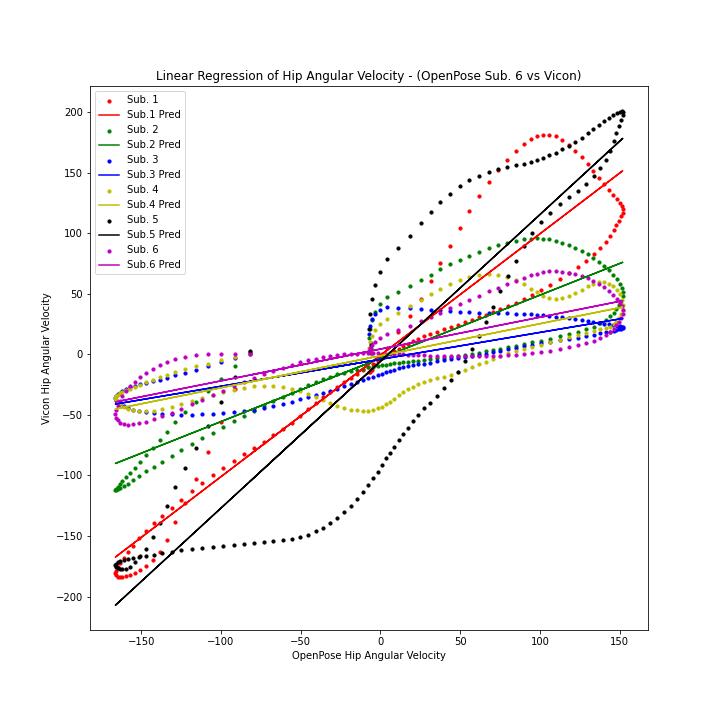 Linear Regression of Hip Angular Velocity - (OpenPose Sub. 6 vs Vicon)
Sub. 1
Sub.1 Pred
Sub. 2
Sub.2 Pred
Sub. 3
Sub.3 Pred
Sub. 4
Sub.4 Pred
Sub. 5
Sub.5 Pred
Sub. 6
Sub.6 Pred
200
150
100
50
0
−50
−100
−150
−200
Vicon Hip Angular Velocity
−150
−100
−50
0
50
100
150
OpenPose Hip Angular Velocity